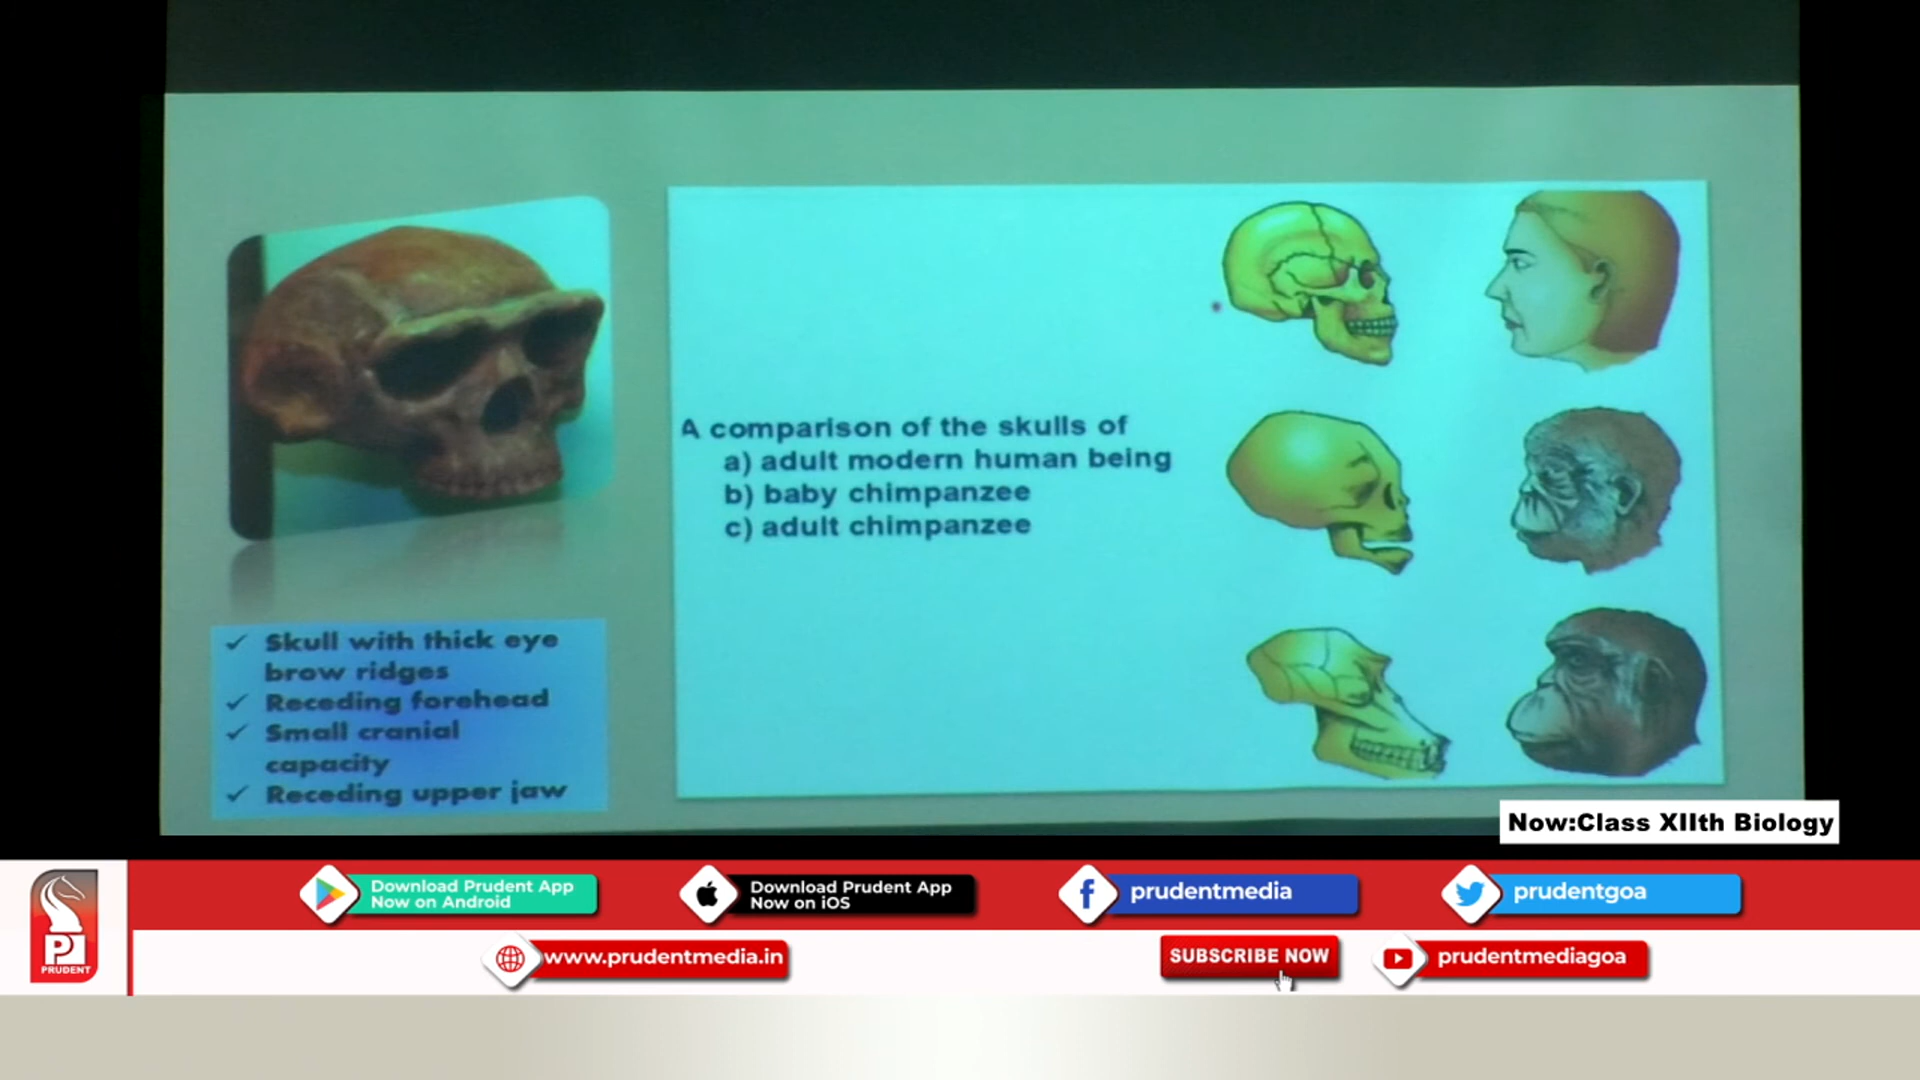 A comparison of the skulls of
a) adult modern human being
b) baby chimpanzee
c) adult chimpanzee
✓ Skull with thick eye
brow ridges
✓ Receding forehead
✓ Small cranial
capacity
✓ Receding upper jaw
Now:Class XIIth Biology
Download Prudent App
Now on Android
Download Prudent App
Now on iOS
prudentmedia
prudentgoa
PRUDENT
www.prudentmedia.in
SUBSCRIBE NOW
prudentmediagoa